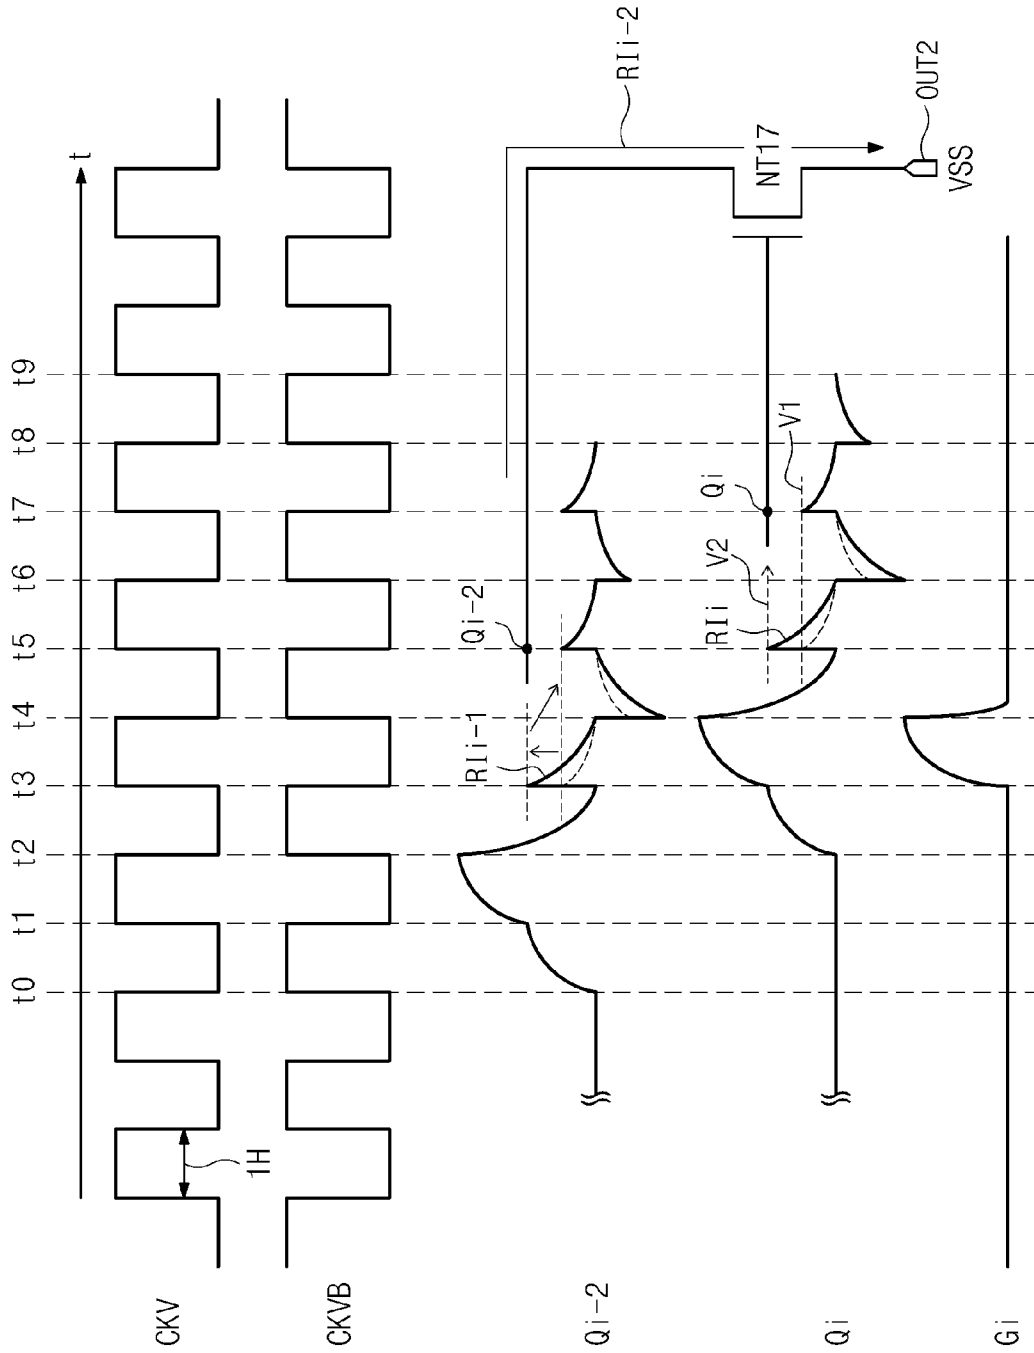 t
t0 t1 t2 t3 t4 t5 t6 t7 t8 t9
CKV
1H
CKVB
Qi-2
RIi-1
Qi-2
RIi-2
Qi
RIi
V2
Qi
V1
NT17
OUT2
VSS
Gi